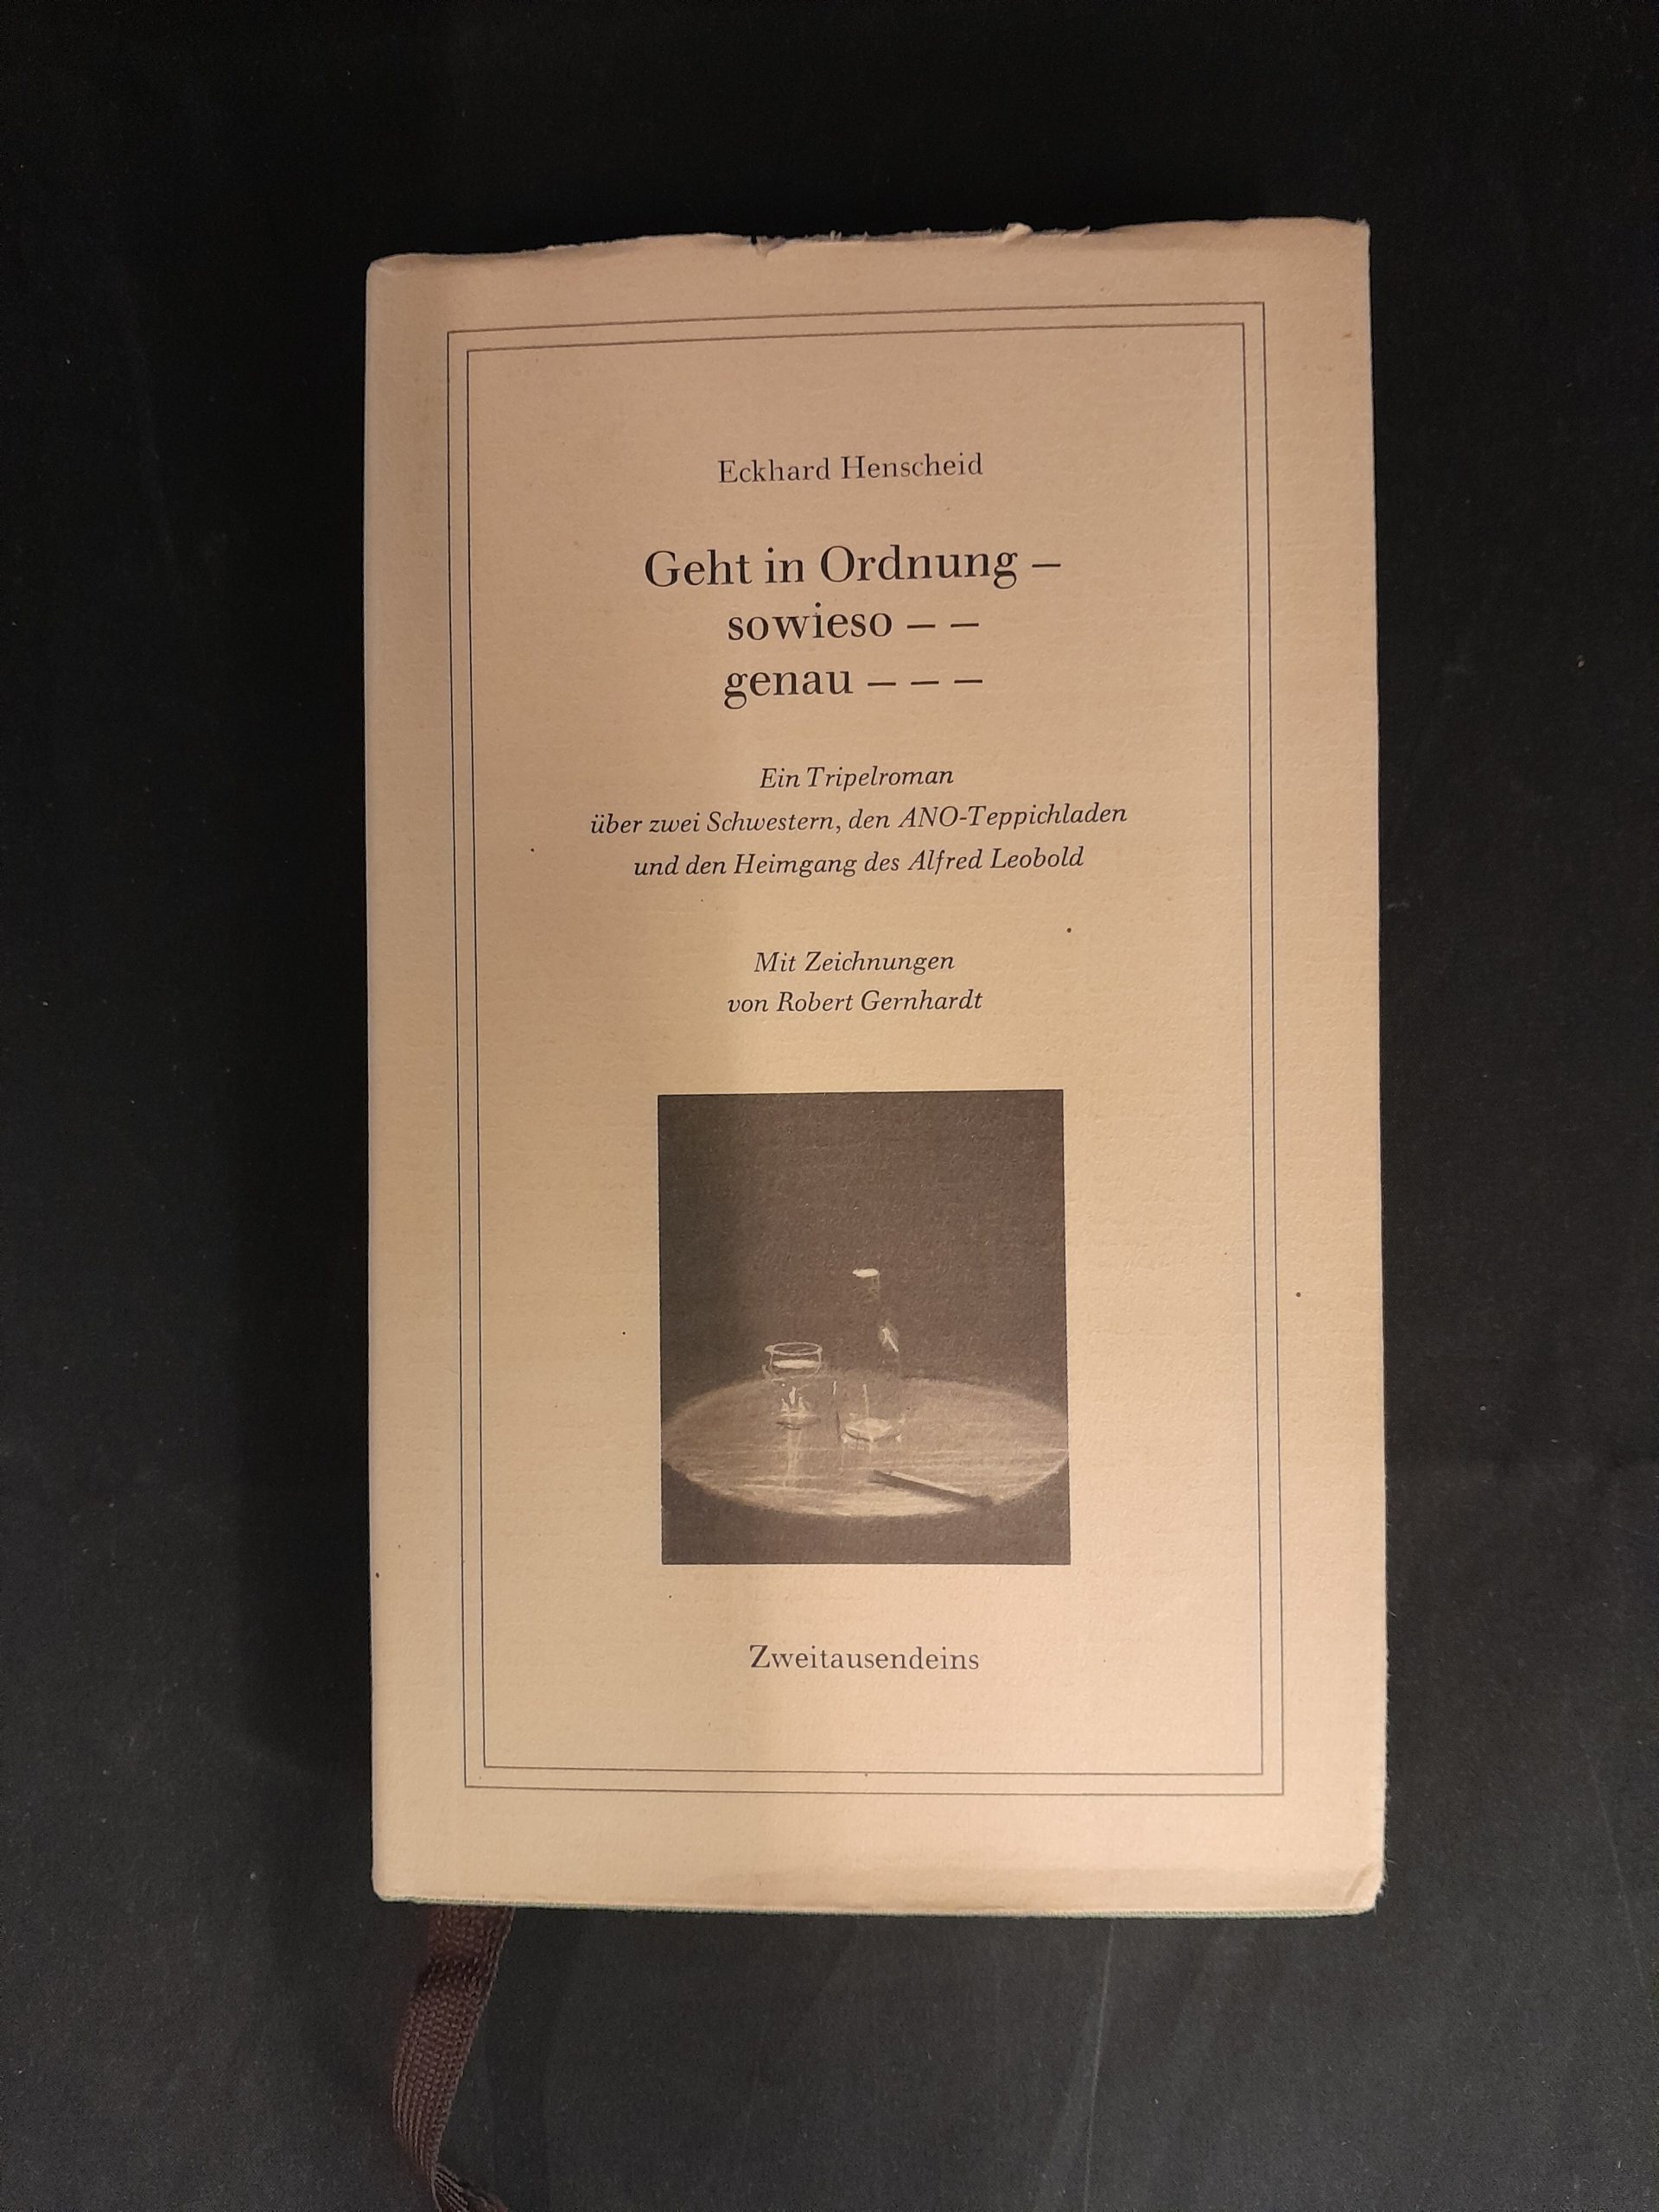 Eckhard Henscheid
Geht in Ordnung –
sowieso – –
genau – – –
Ein Tripelroman
über zwei Schwestern, den ANO-Teppichladen
und den Heimgang des Alfred Leobold
Mit Zeichnungen
von Robert Gernhardt
Zweitausendeins